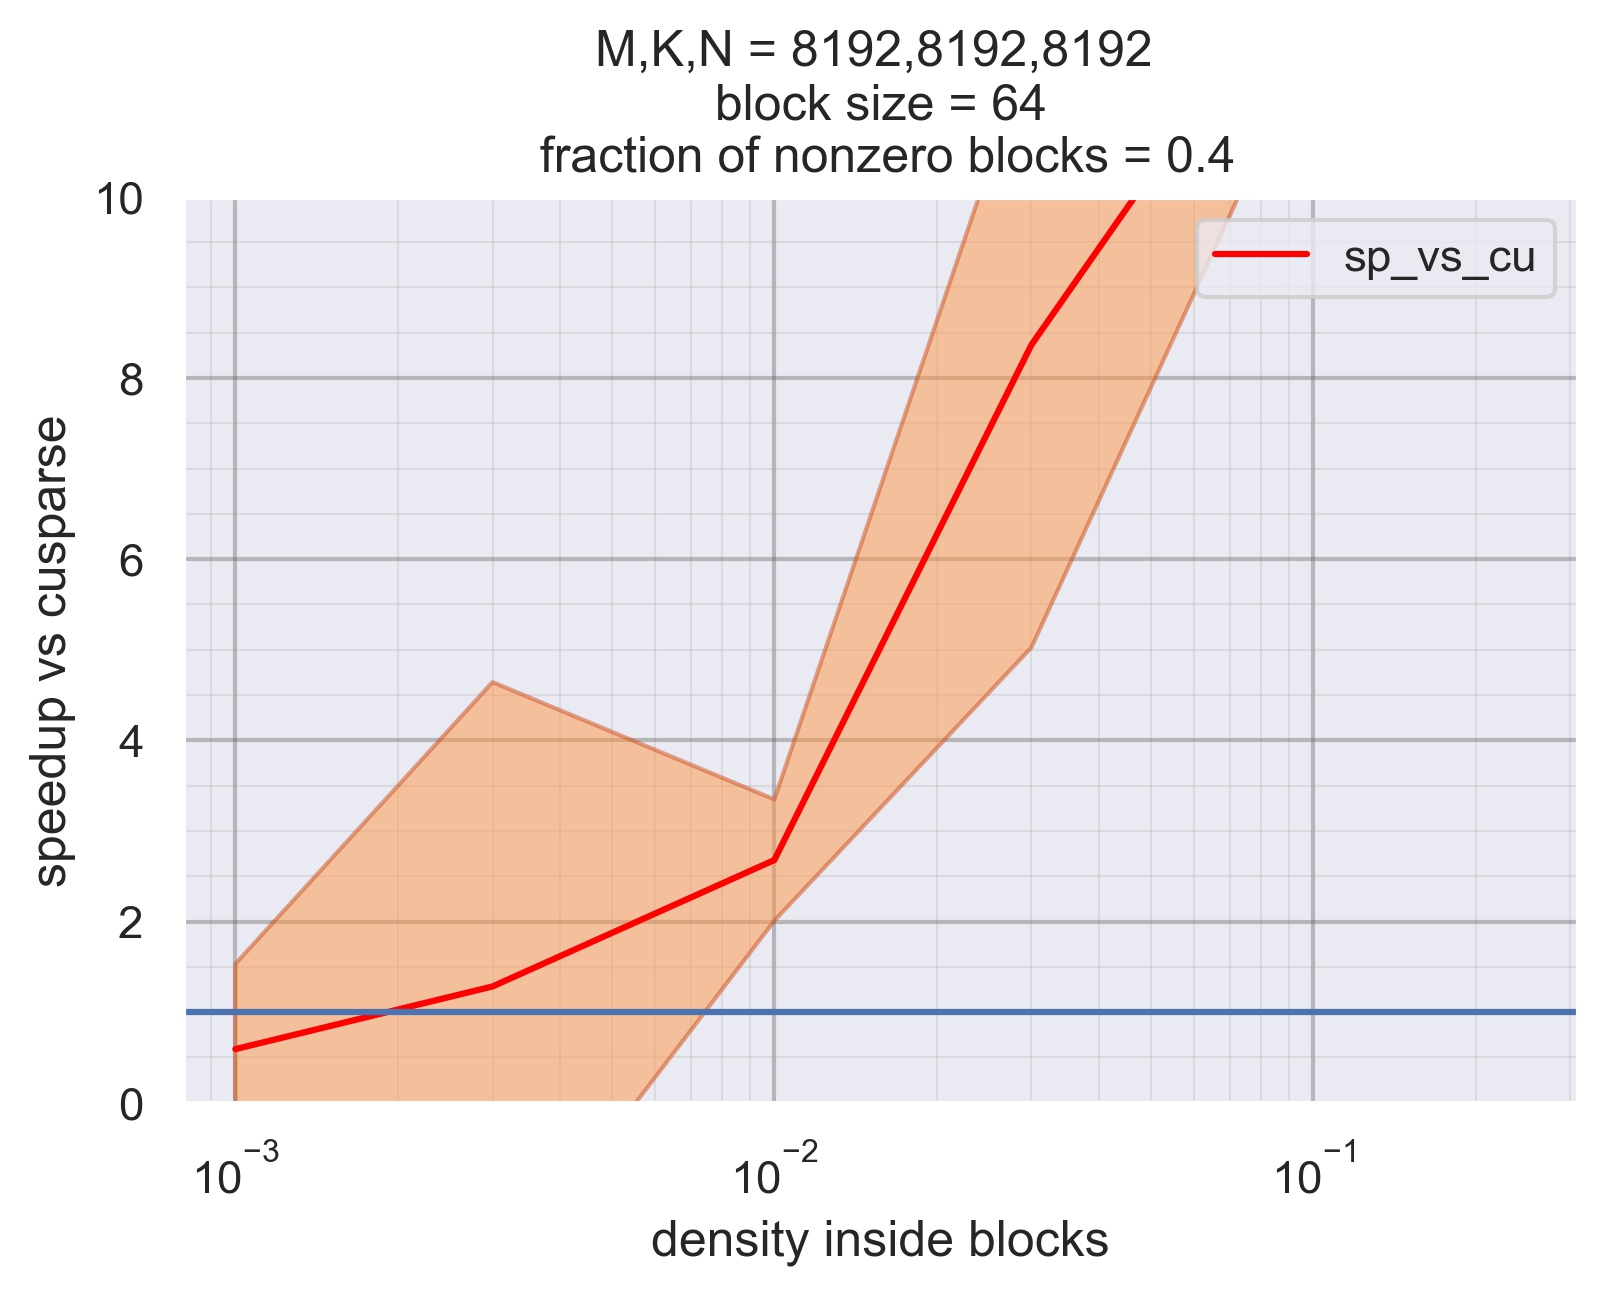 M,K,N = 8192,8192,8192
block size = 64
fraction of nonzero blocks = 0.4
10
8
6
4
2
0
speedup vs cusparse
sp_vs_cu
10⁻³
10⁻²
10⁻¹
density inside blocks